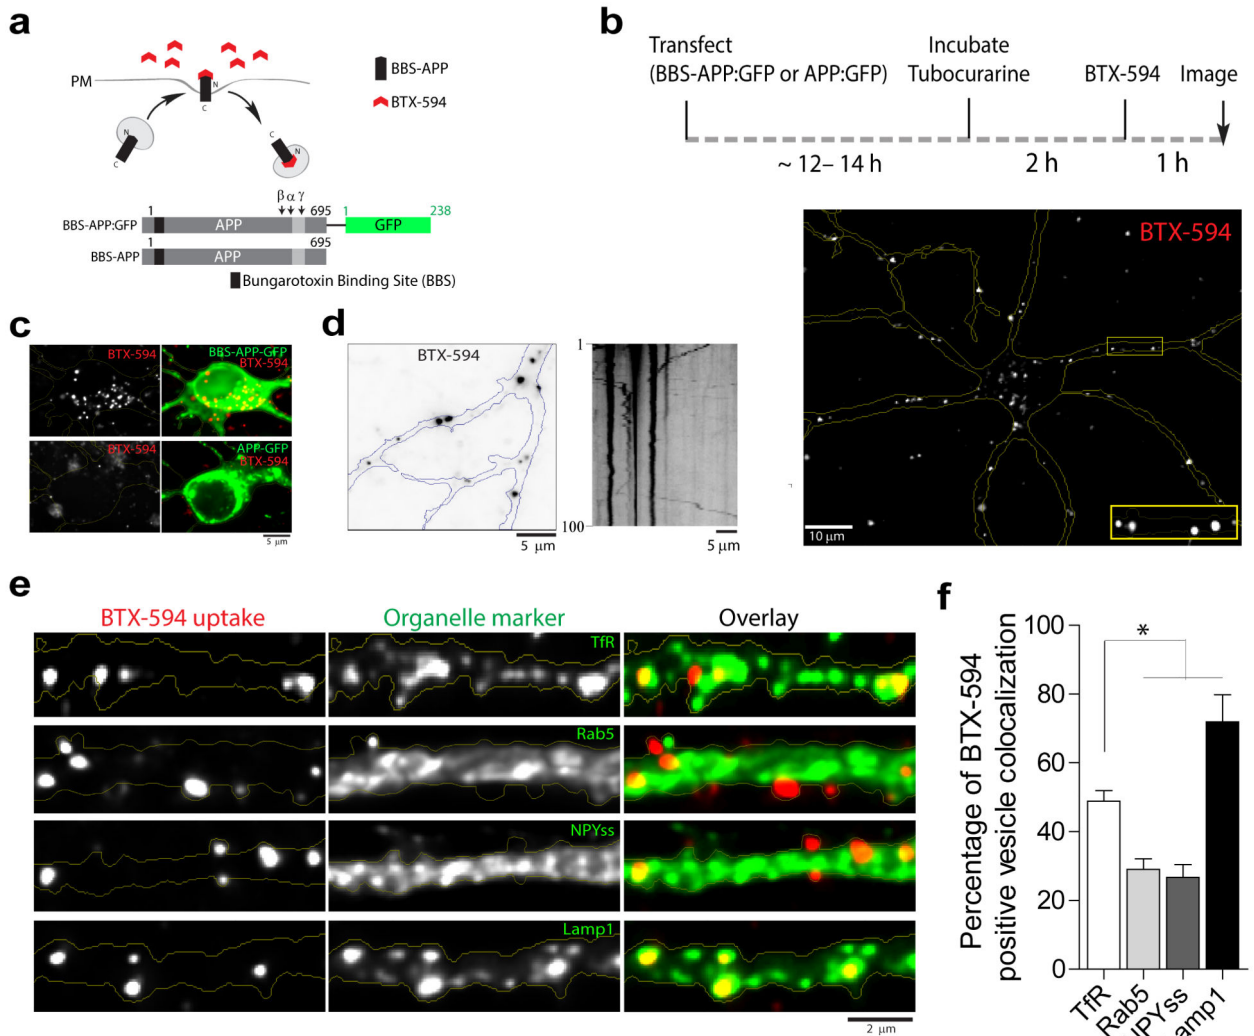 a
PM
N
C
N
C
C
N
BBS-APP
BTX-594
β α γ
1
695
1
238
BBS-APP:GFP
APP
GFP
1
695
BBS-APP
APP
Bungarotoxin Binding Site (BBS)
b
Transfect
(BBS-APP:GFP or APP:GFP)
Incubate
Tubocurarine
BTX-594
Image
~ 12– 14 h
2 h
1 h
BTX-594
10 μm
c
BTX-594
BBS-APP-GFP
BTX-594
BTX-594
APP-GFP
BTX-594
5 μm
d
BTX-594
1
100
5 μm
5 μm
e
BTX-594 uptake
Organelle marker
Overlay
TfR
Rab5
NPYss
Lamp1
2 μm
f
Percentage of BTX-594
positive vesicle colocalization
100
80
60
40
20
0
*
TfR
Rab5
NPYss
amp1